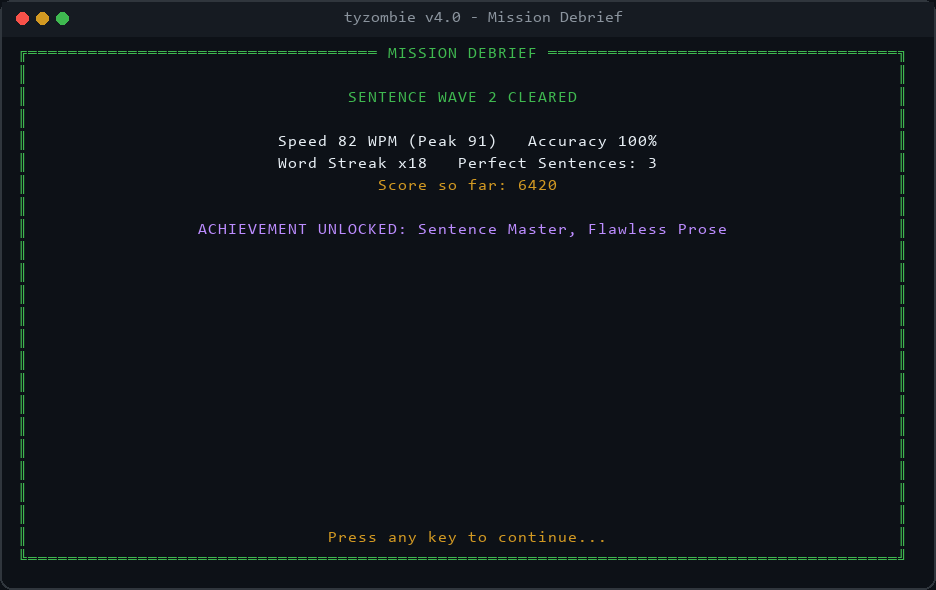 tyzombie v4.0 - Mission Debrief
MISSION DEBRIEF
SENTENCE WAVE 2 CLEARED
Speed 82 WPM (Peak 91)   Accuracy 100%
Word Streak x18   Perfect Sentences: 3
Score so far: 6420
ACHIEVEMENT UNLOCKED: Sentence Master, Flawless Prose
Press any key to continue...